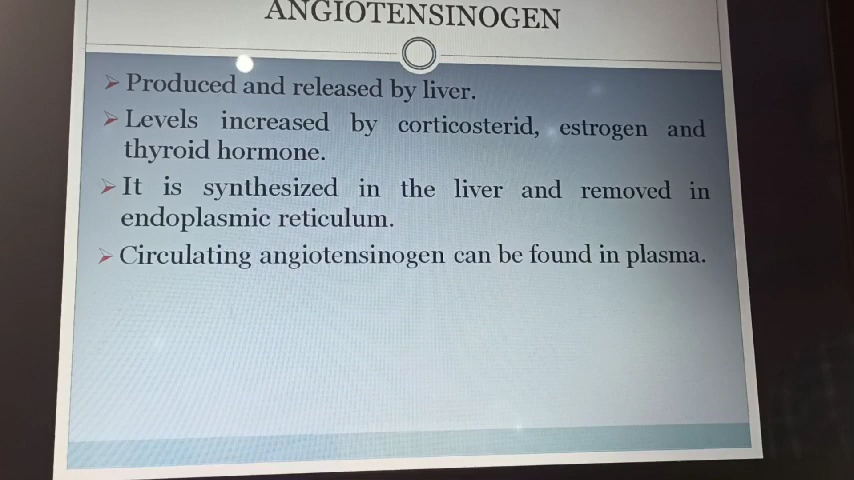 ANGIOTENSINOGEN
Produced and released by liver.
Levels increased by corticosterid, estrogen and
thyroid hormone.
It is synthesized in the liver and removed in
endoplasmic reticulum.
Circulating angiotensinogen can be found in plasma.